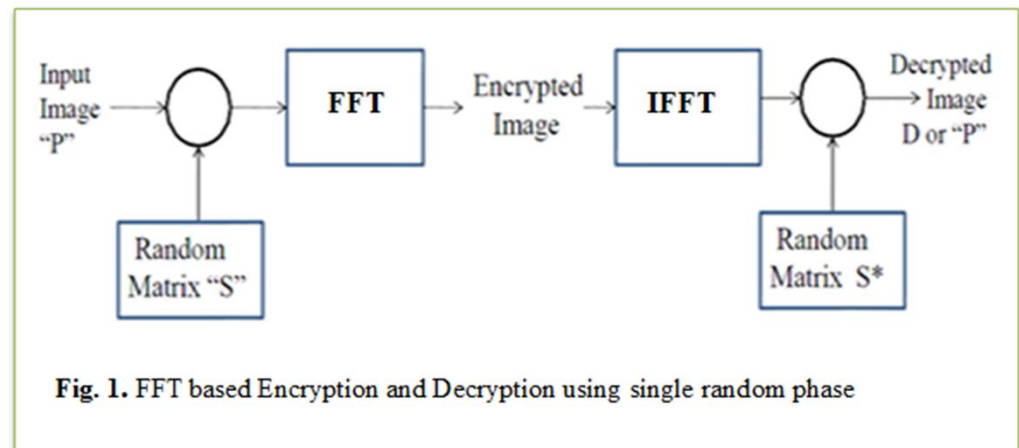 Input
Image
“P”
FFT
Encrypted
Image
IFFT
Decrypted
Image
D or “P”
Random
Matrix “S”
Random
Matrix S*
Fig. 1. FFT based Encryption and Decryption using single random phase